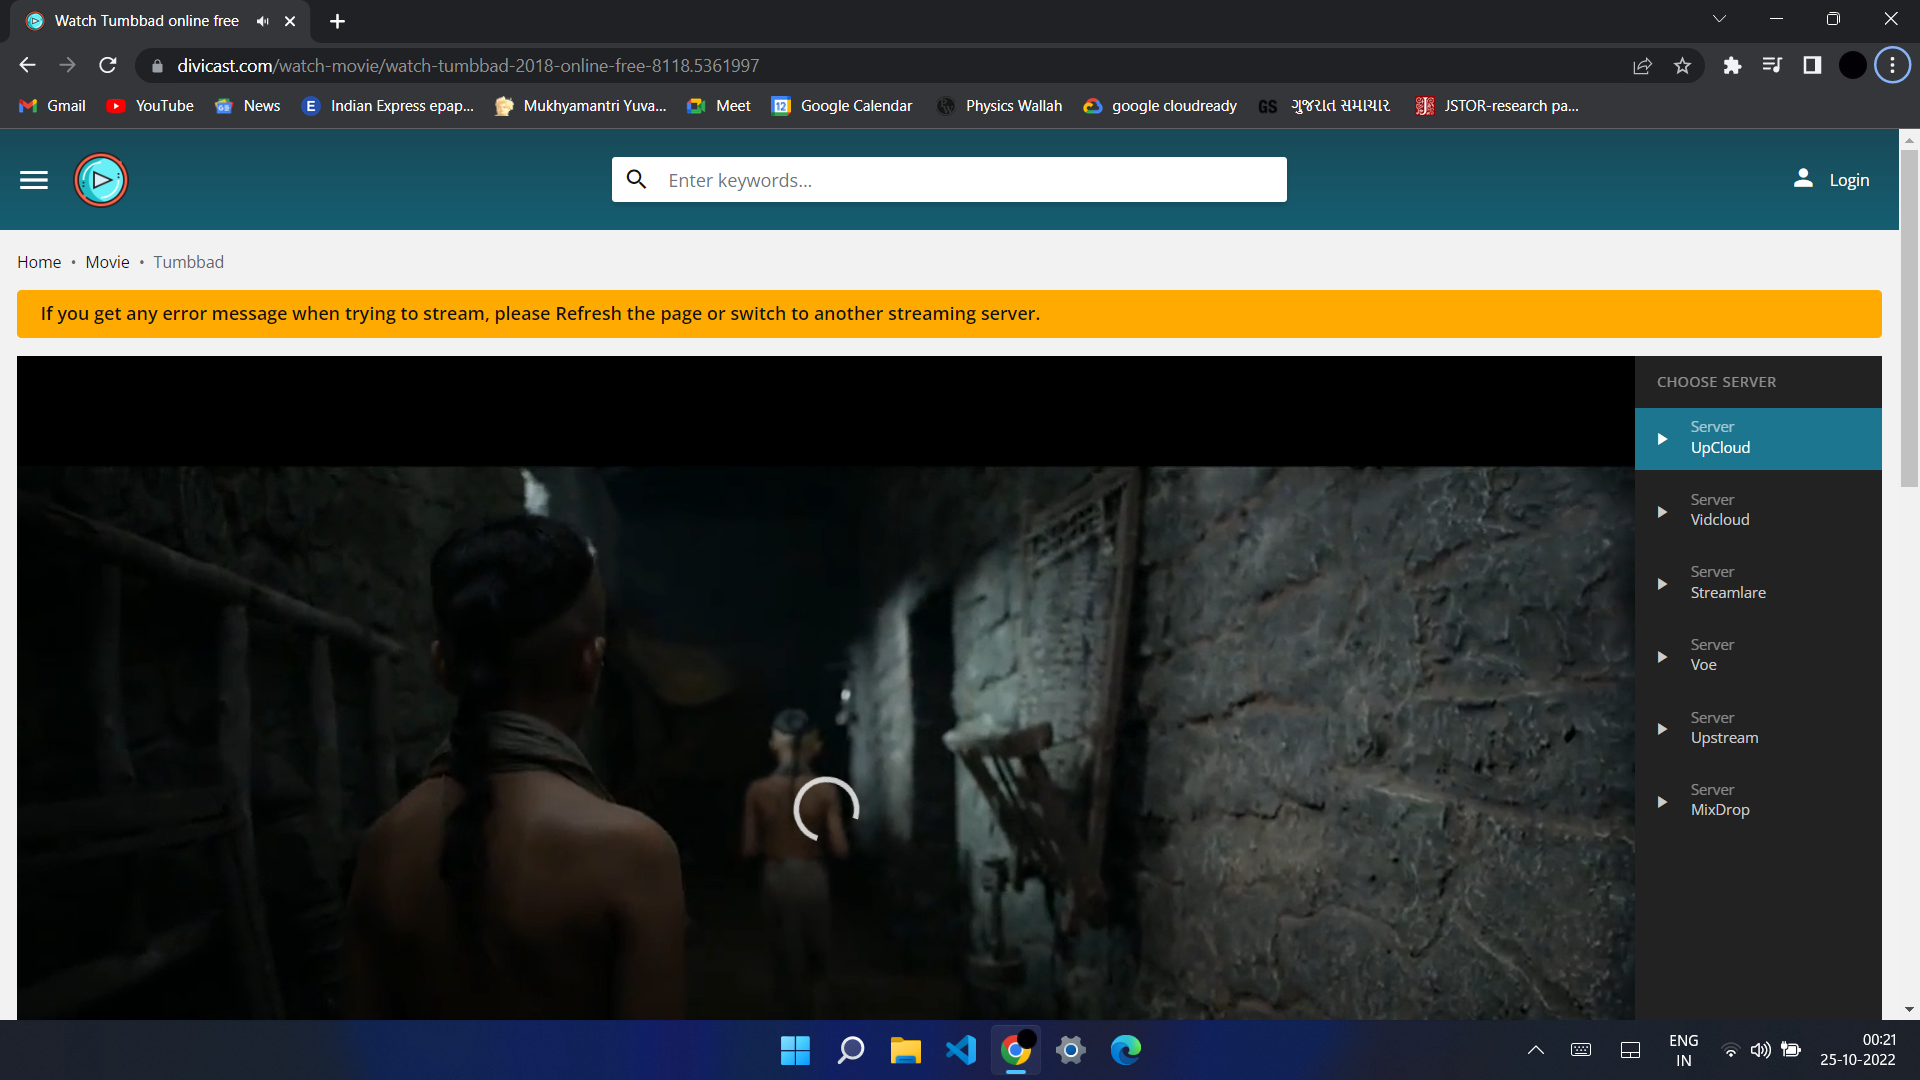 Watch Tumbbad online free
divicast.com/watch-movie/watch-tumbbad-2018-online-free-8118.5361997
Gmail YouTube News Indian Express epap... Mukhyamantri Yuva... Meet Google Calendar Physics Wallah google cloudready GS ગુજરાત સમાચાર JSTOR-research pa...
Enter keywords...
Login
Home • Movie • Tumbbad
If you get any error message when trying to stream, please Refresh the page or switch to another streaming server.
CHOOSE SERVER
Server
UpCloud
Server
Vidcloud
Server
Streamlare
Server
Voe
Server
Upstream
Server
MixDrop
ENG
IN
00:21
25-10-2022